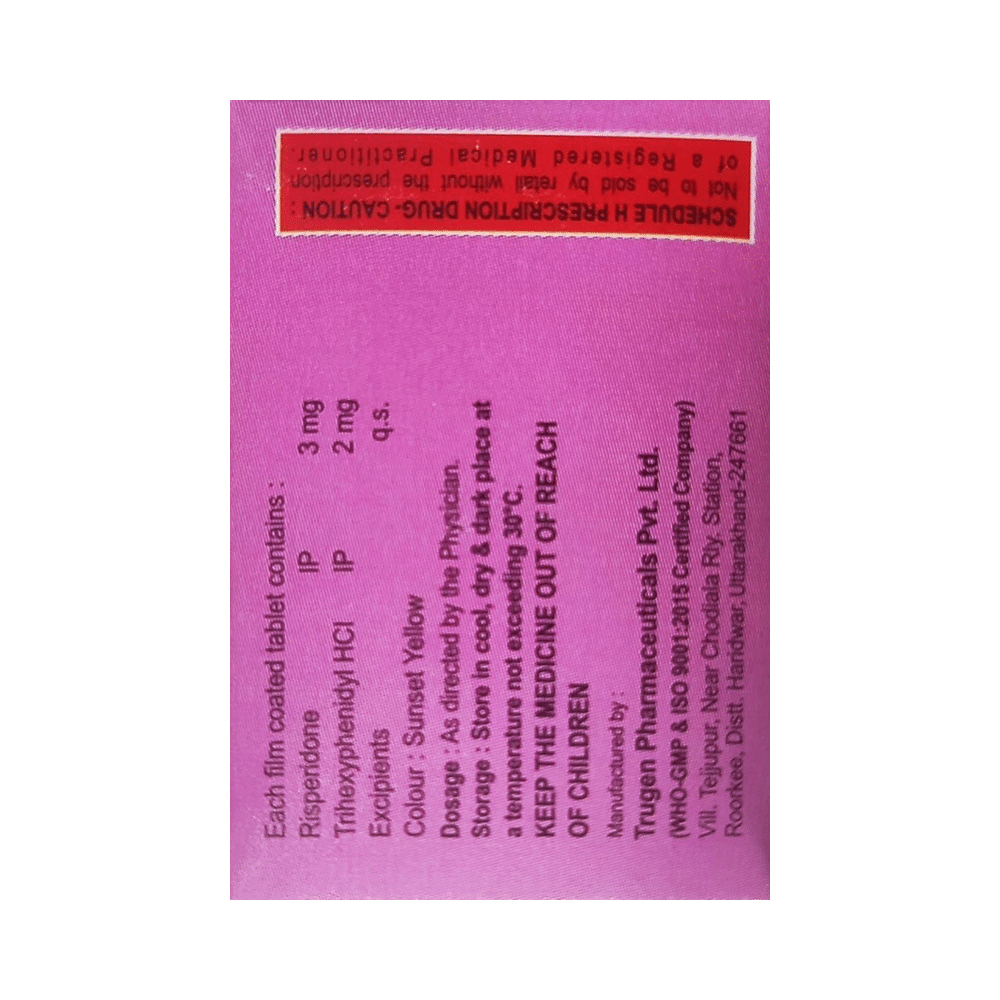 Each film coated tablet contains :
Risperidone IP 3 mg
Trihexyphenidyl HCl IP 2 mg
Excipients q.s.
Colour : Sunset Yellow
Dosage : As directed by the Physician.
Storage : Store in cool, dry & dark place at
a temperature not exceeding 30°C.
KEEP THE MEDICINE OUT OF REACH
OF CHILDREN
Manufactured by :
Trugen Pharmaceuticals Pvt. Ltd.
(WHO-GMP & ISO 9001:2015 Certified Company)
Vill. Tejjupur, Near Chodiala Rly. Station,
Roorkee, Distt. Haridwar, Uttarakhand-247661
SCHEDULE H PRESCRIPTION DRUG- CAUTION :
Not to be sold by retail without the prescription
of a Registered Medical Practitioner.